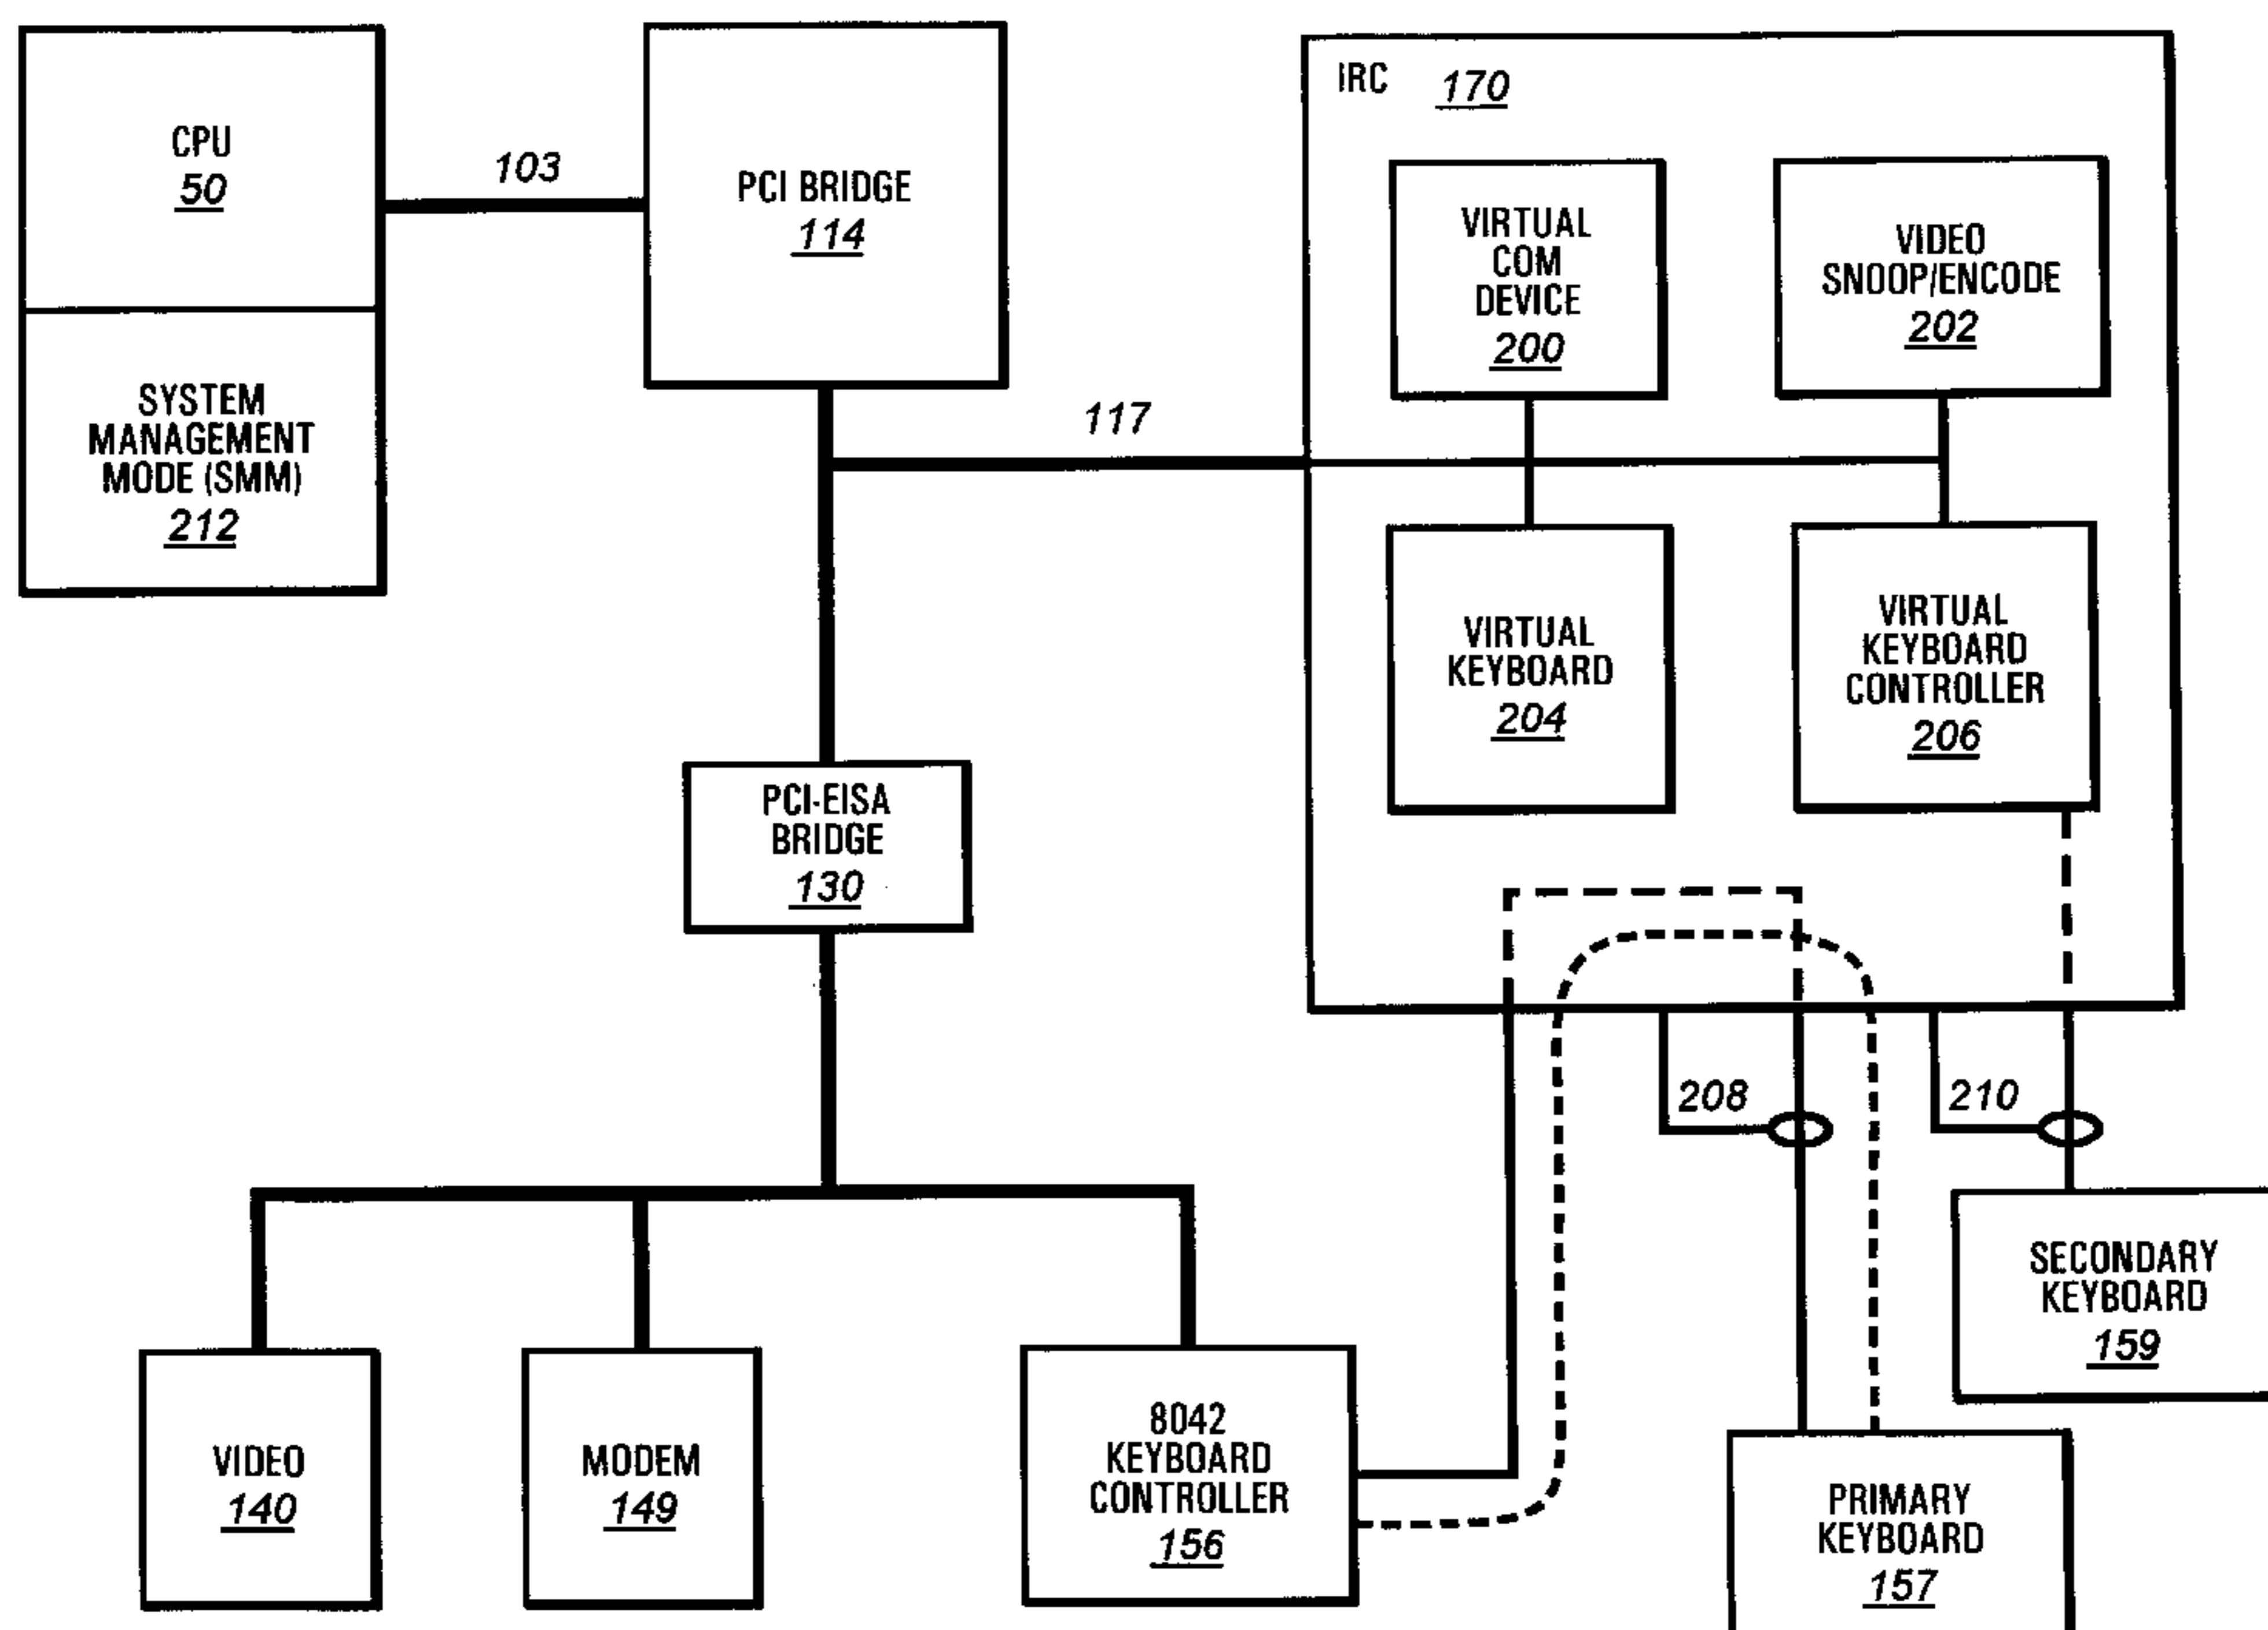 CPU
50
SYSTEM
MANAGEMENT
MODE (SMM)
212
103
PCI BRIDGE
114
117
IRC 170
VIRTUAL
COM
DEVICE
200
VIDEO
SNOOP/ENCODE
202
VIRTUAL
KEYBOARD
204
VIRTUAL
KEYBOARD
CONTROLLER
206
PCI-EISA
BRIDGE
130
208
210
SECONDARY
KEYBOARD
159
VIDEO
140
MODEM
149
8042
KEYBOARD
CONTROLLER
156
PRIMARY
KEYBOARD
157